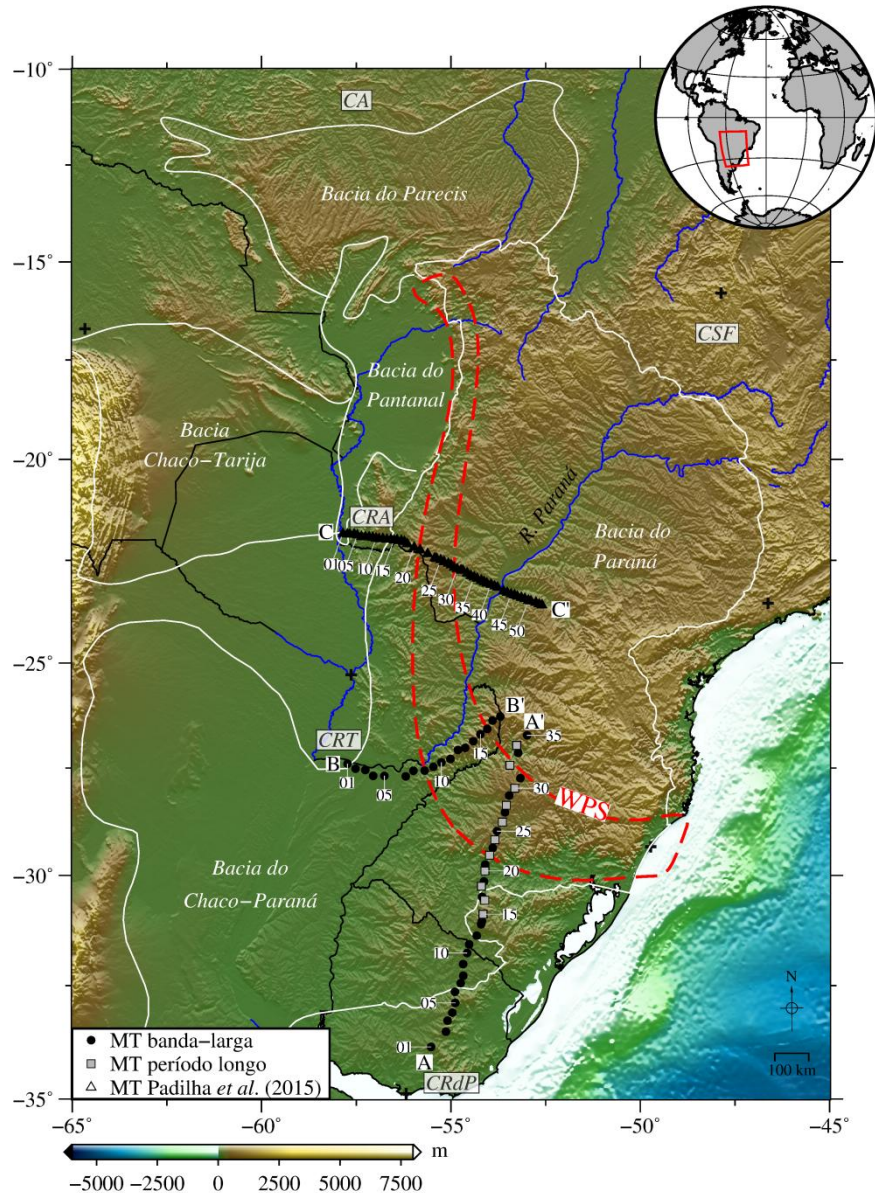 −10°
−15°
−20°
−25°
−30°
−35°
−65°
−60°
−55°
−50°
−45°
CA
Bacia do Parecis
CSF
Bacia do
Pantanal
Bacia
Chaco−Tarija
R. Paraná
Bacia do
Paraná
CRA
C
01
05
10
15
20
25
30
35
40
45
50
C'
B'
A'
35
CRT
B
01
05
10
15
30
WPS
25
20
15
Bacia do
Chaco−Paraná
10
05
01
A
CRdP
N
100 km
MT banda−larga
MT período longo
MT Padilha et al. (2015)
m
−5000
−2500
0
2500
5000
7500